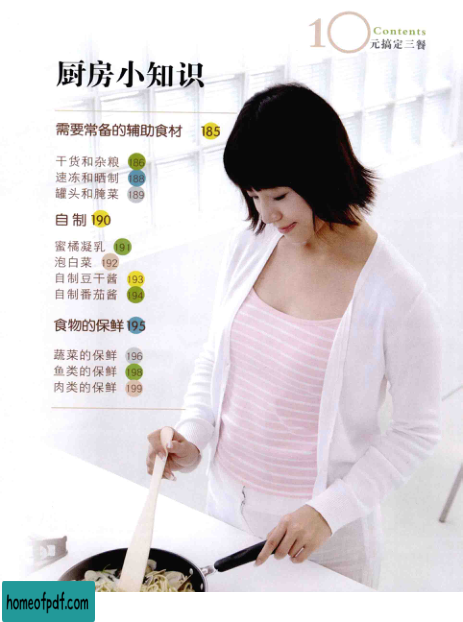 10 Contents
元搞定三餐
厨房小知识
需要常备的辅助食材 185
干货和杂粮 186
速冻和晒制 188
罐头和腌菜 189
自制 190
蜜橘凝乳 191
泡白菜 192
自制豆干酱 193
自制番茄酱 194
食物的保鲜 195
蔬菜的保鲜 196
鱼类的保鲜 198
肉类的保鲜 199
homeofpdf.com